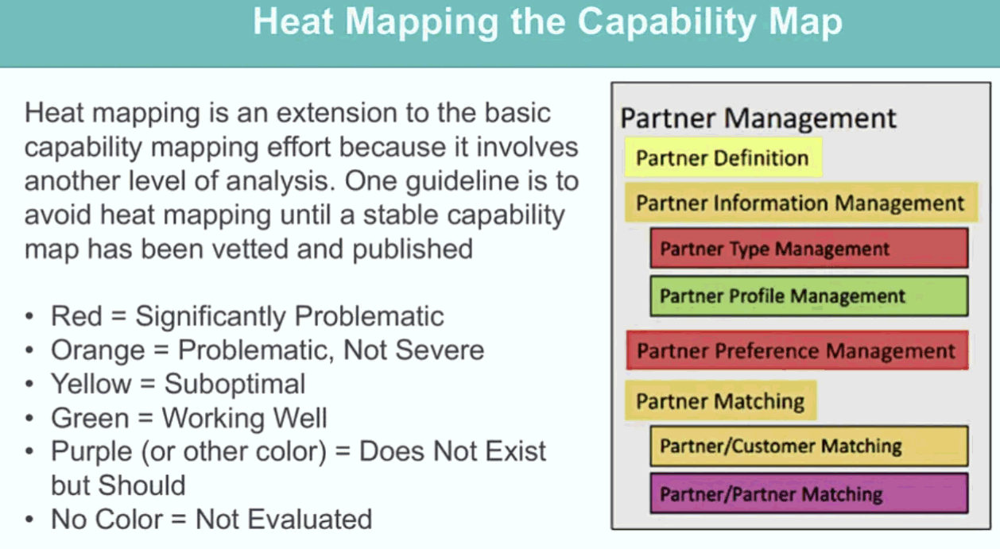 Heat Mapping the Capability Map
Heat mapping is an extension to the basic
capability mapping effort because it involves
another level of analysis. One guideline is to
avoid heat mapping until a stable capability
map has been vetted and published
• Red = Significantly Problematic
• Orange = Problematic, Not Severe
• Yellow = Suboptimal
• Green = Working Well
• Purple (or other color) = Does Not Exist
but Should
• No Color = Not Evaluated
Partner Management
Partner Definition
Partner Information Management
Partner Type Management
Partner Profile Management
Partner Preference Management
Partner Matching
Partner/Customer Matching
Partner/Partner Matching